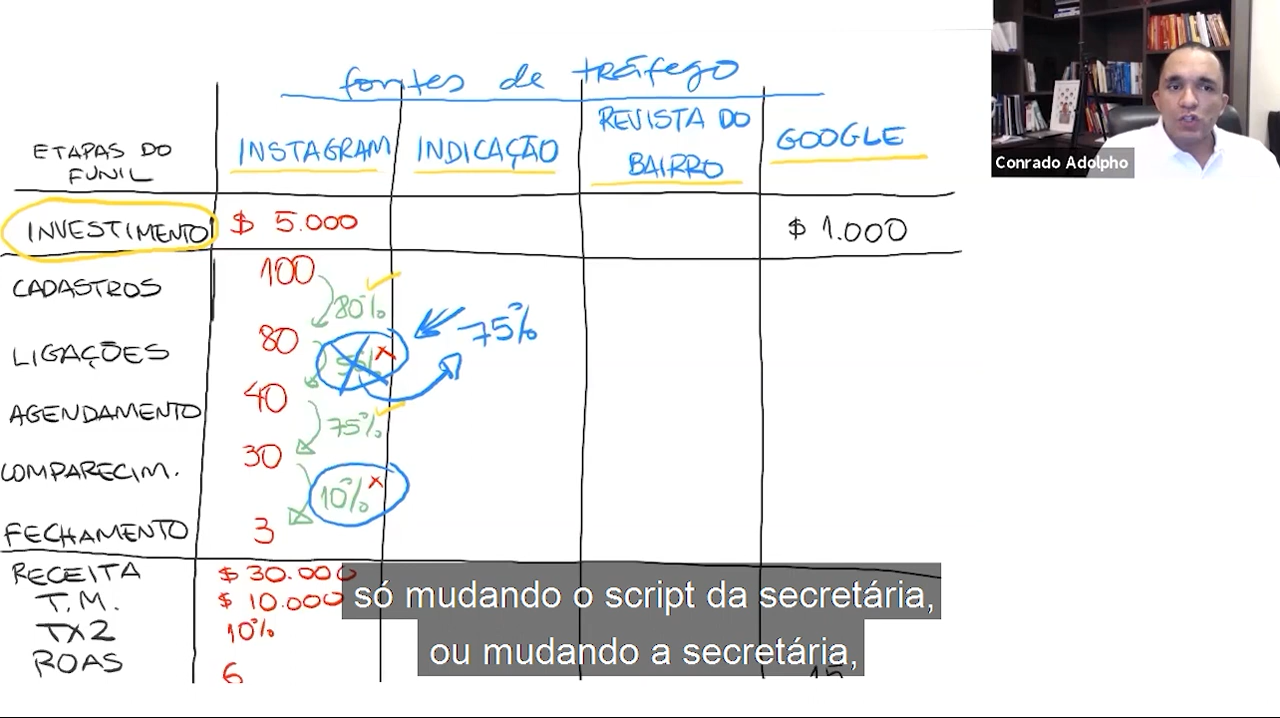 fontes de tráfego
ETAPAS DO FUNIL
INSTAGRAM
INDICAÇÃO
REVISTA DO BAIRRO
GOOGLE
INVESTIMENTO
$ 5.000
$ 1.000
CADASTROS
100
80%
LIGAÇÕES
80
75%
AGENDAMENTO
40
75%
COMPARECIM.
30
10%
FECHAMENTO
3
RECEITA
$ 30.000
T.M.
$ 10.000
TX2
10%
ROAS
6
só mudando o script da secretária,
ou mudando a secretária,
Conrado Adolpho